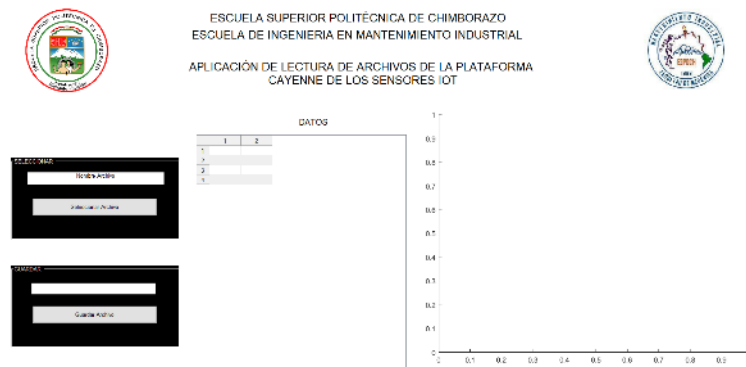 ESCUELA SUPERIOR POLITÉCNICA DE CHIMBORAZO
ESCUELA DE INGENIERIA EN MANTENIMIENTO INDUSTRIAL
APLICACIÓN DE LECTURA DE ARCHIVOS DE LA PLATAFORMA
CAYENNE DE LOS SENSORES IOT
MANTENIMIENTO INDUSTRIAL
ESPOCH
SELECCIONAR
Nombre Archivo
Seleccionar Archivo
GUARDAR
Guardar Archivo
DATOS
1 2
1
2
3
4
1
0.9
0.8
0.7
0.6
0.5
0.4
0.3
0.2
0.1
0
0 0.1 0.2 0.3 0.4 0.5 0.6 0.7 0.8 0.9